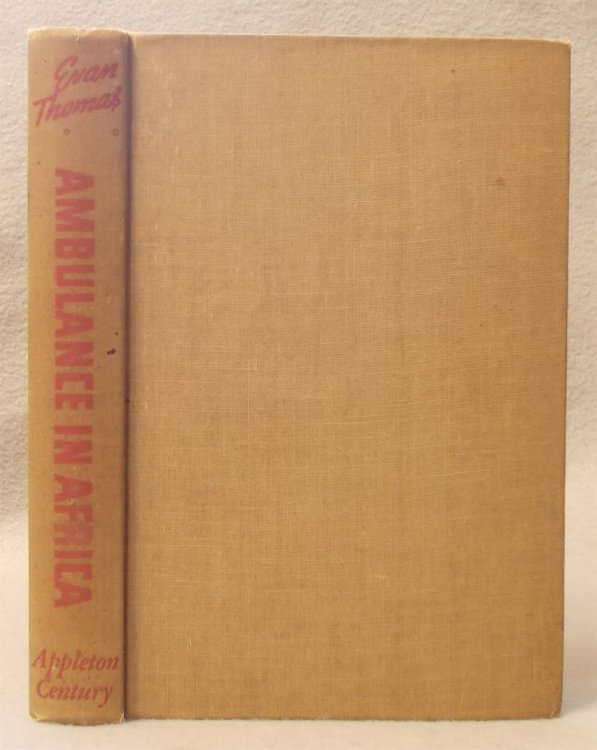 Evan
Thomas
AMBULANCE IN AFRICA
Appleton
Century